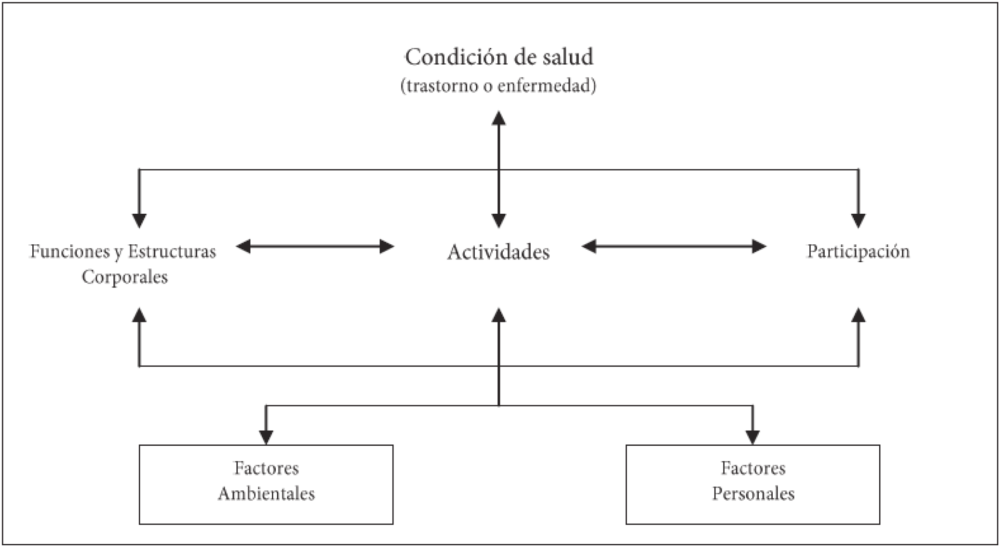 Condición de salud
(trastorno o enfermedad)
Funciones y Estructuras
Corporales
Actividades
Participación
Factores
Ambientales
Factores
Personales